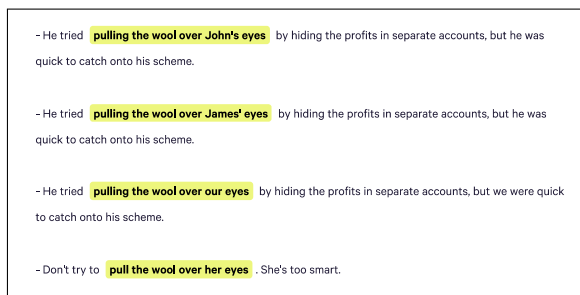 – He tried pulling the wool over John's eyes by hiding the profits in separate accounts, but he was
quick to catch onto his scheme.
– He tried pulling the wool over James' eyes by hiding the profits in separate accounts, but he was
quick to catch onto his scheme.
– He tried pulling the wool over our eyes by hiding the profits in separate accounts, but we were quick
to catch onto his scheme.
– Don't try to pull the wool over her eyes . She's too smart.